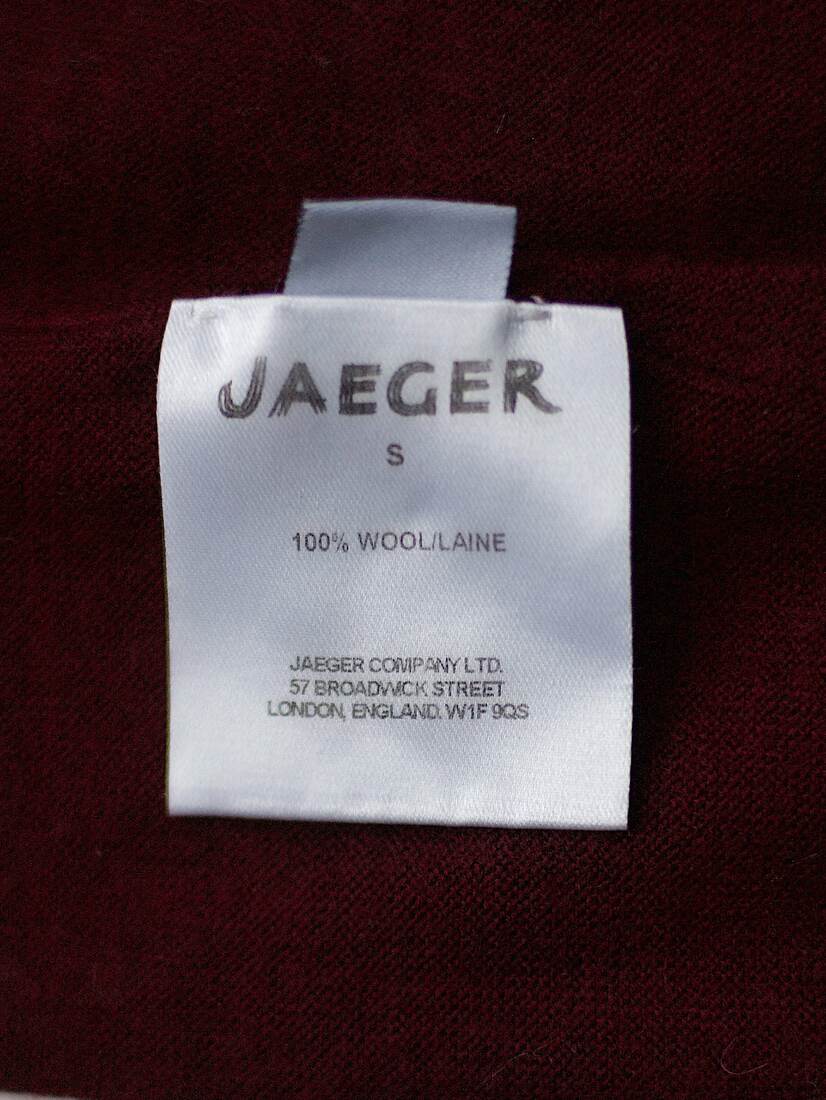 JAEGER
S
100% WOOL/LAINE
JAEGER COMPANY LTD.
57 BROADWICK STREET
LONDON, ENGLAND. W1F 9QS